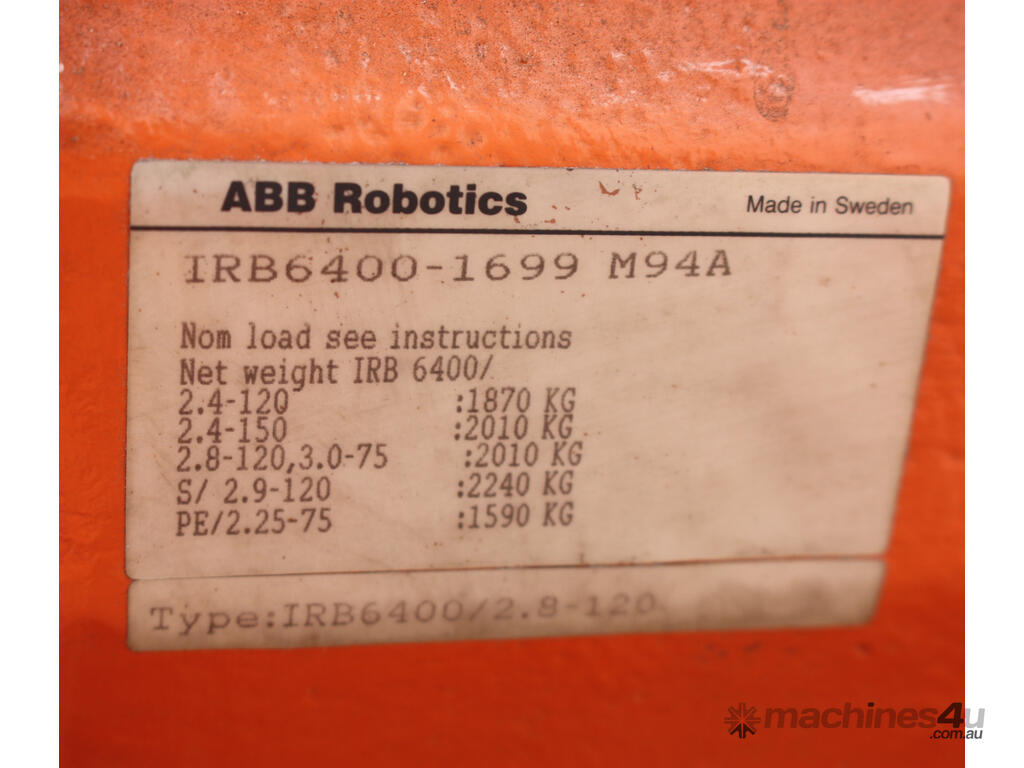 ABB Robotics
Made in Sweden
IRB6400-1699 M94A
Nom load see instructions
Net weight IRB 6400/
2.4-120 :1870 KG
2.4-150 :2010 KG
2.8-120,3.0-75 :2010 KG
S/ 2.9-120 :2240 KG
PE/2.25-75 :1590 KG
Type:IRB6400/2.8-120
machines4u
.com.au